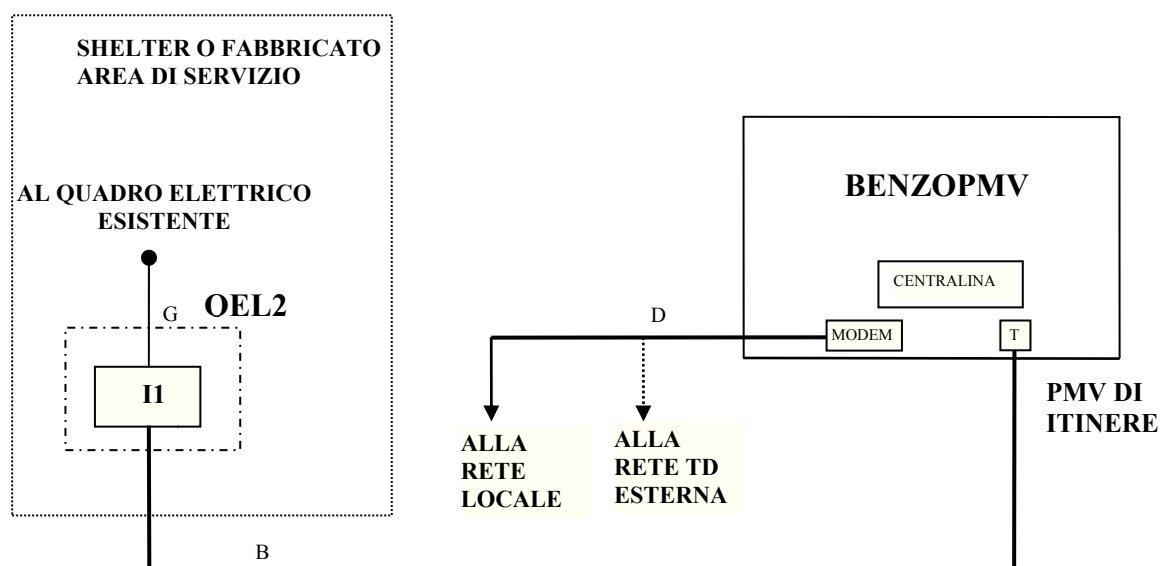 SHELTER O FABBRICATO
AREA DI SERVIZIO
AL QUADRO ELETTRICO
ESISTENTE
G
OEL2
I1
B
BENZOPMV
CENTRALINA
MODEM
T
D
PMV DI
ITINERE
ALLA
RETE
LOCALE
ALLA
RETE TD
ESTERNA